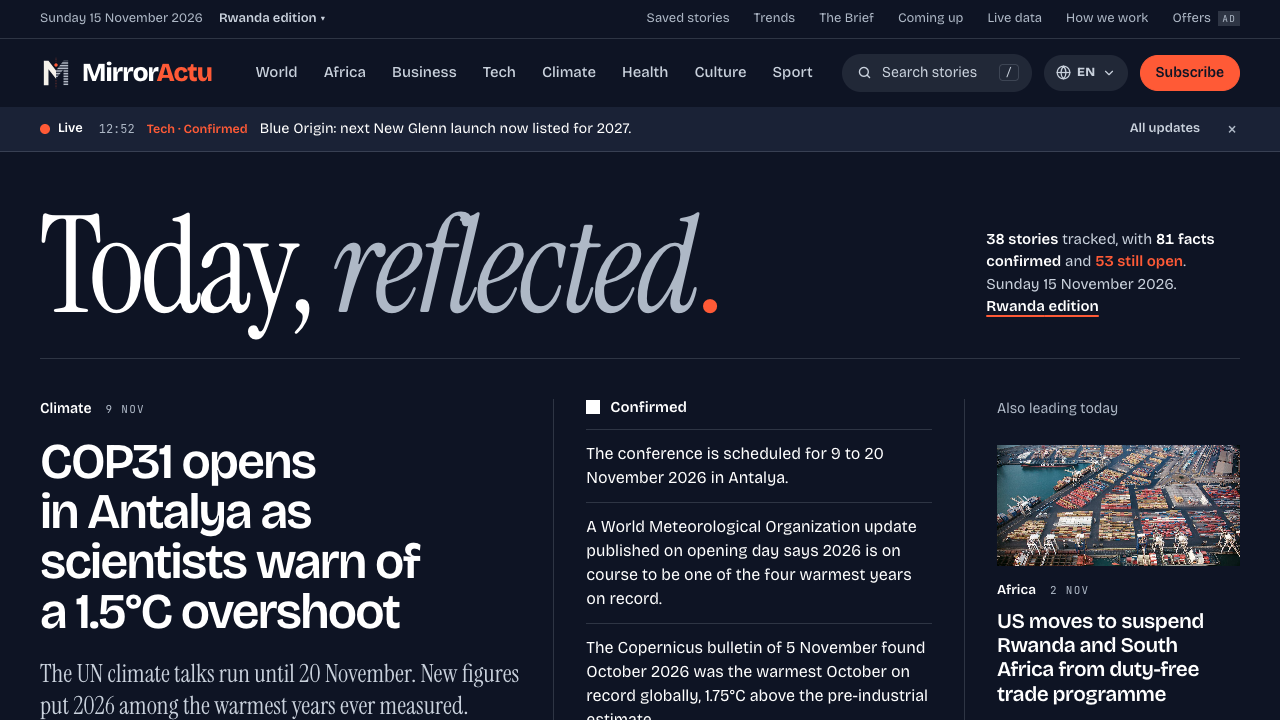 Sunday 15 November 2026 Rwanda edition ▾
Saved stories Trends The Brief Coming up Live data How we work Offers AD
MirrorActu World Africa Business Tech Climate Health Culture Sport Search stories / EN Subscribe
Live 12:52 Tech · Confirmed Blue Origin: next New Glenn launch now listed for 2027. All updates ×
Today, reflected.
38 stories tracked, with 81 facts
confirmed and 53 still open.
Sunday 15 November 2026.
Rwanda edition
Climate 9 NOV
COP31 opens
in Antalya as
scientists warn of
a 1.5°C overshoot
The UN climate talks run until 20 November. New figures
put 2026 among the warmest years ever measured.
Confirmed
The conference is scheduled for 9 to 20
November 2026 in Antalya.
A World Meteorological Organization update
published on opening day says 2026 is on
course to be one of the four warmest years
on record.
The Copernicus bulletin of 5 November found
October 2026 was the warmest October on
record globally, 1.75°C above the pre-industrial
estimate.
Also leading today
Africa 2 NOV
US moves to suspend
Rwanda and South
Africa from duty-free
trade programme